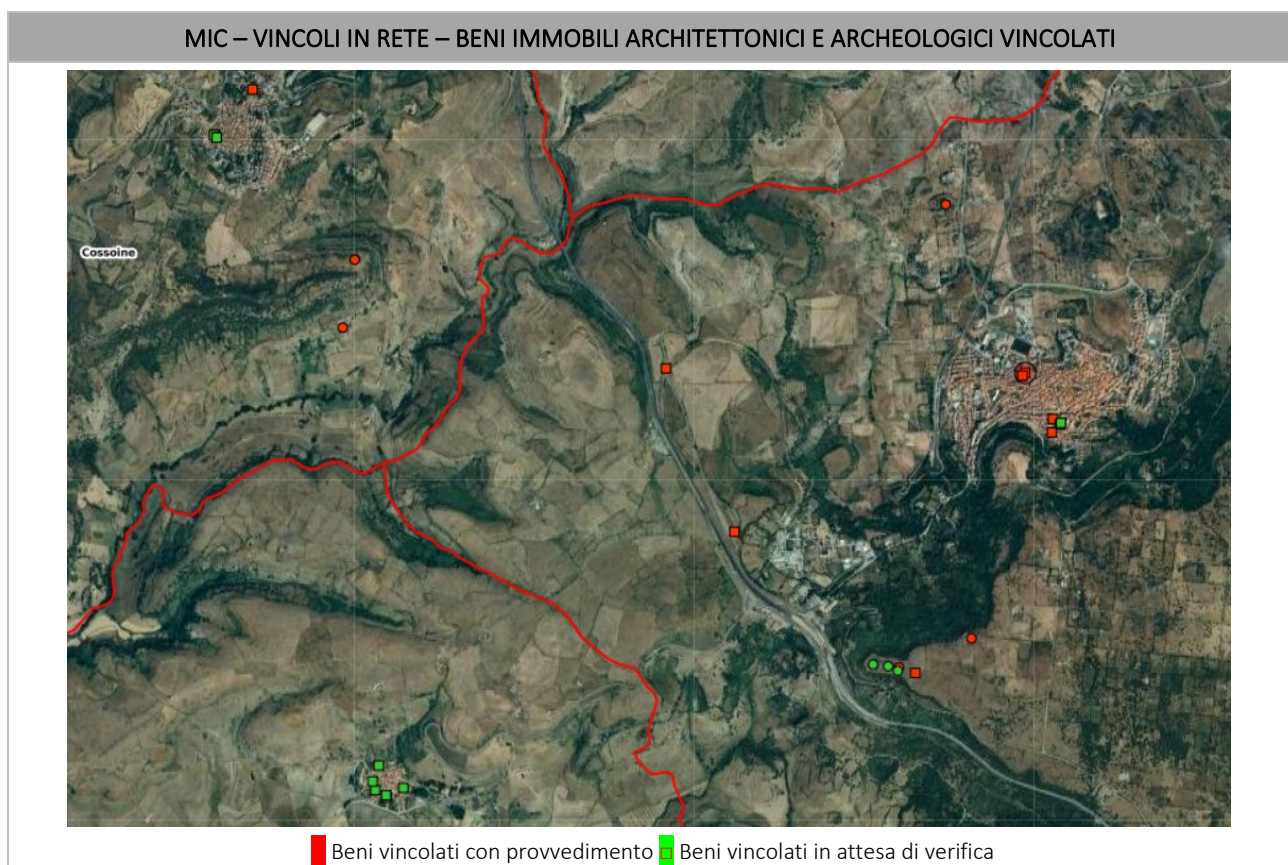 MIC – VINCOLI IN RETE – BENI IMMOBILI ARCHITETTONICI E ARCHEOLOGICI VINCOLATI
Cossoine
Beni vincolati con provvedimento Beni vincolati in attesa di verifica